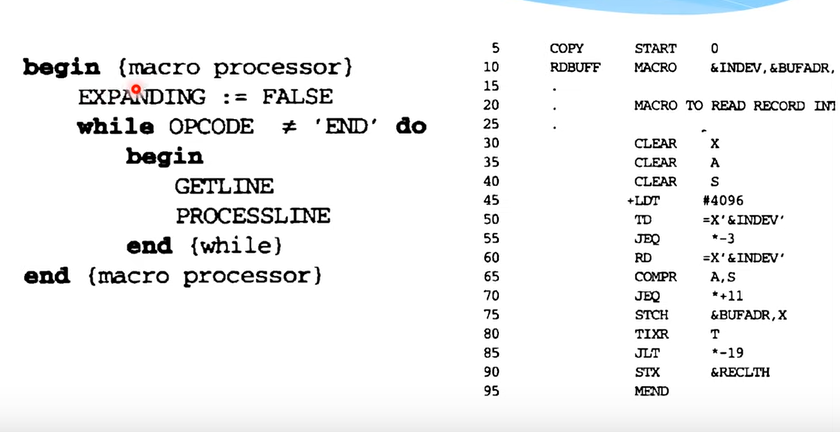 begin {macro processor}
EXPANDING := FALSE
while OPCODE ≠ 'END' do
begin
GETLINE
PROCESSLINE
end {while}
end {macro processor}
5 COPY START 0
10 RDBUFF MACRO &INDEV,&BUFADR,
15 .
20 . MACRO TO READ RECORD
25 .
30 CLEAR X
35 CLEAR A
40 CLEAR S
45 +LDT #4096
50 TD =X'&INDEV'
55 JEQ *-3
60 RD =X'&INDEV'
65 COMPR A,S
70 JEQ *+11
75 STCH &BUFADR,X
80 TIXR T
85 JLT *-19
90 STX &RECLTH
95 MEND